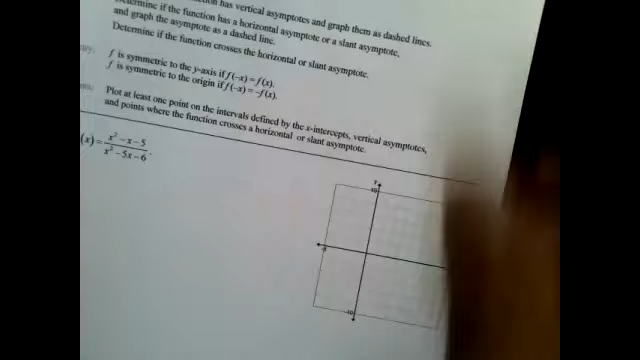 has vertical asymptotes and graph them as dashed lines.
Determine if the function has a horizontal asymptote or a slant asymptote,
and graph the asymptote as a dashed line.
Determine if the function crosses the horizontal or slant asymptote.
f is symmetric to the y-axis if f(-x) = f(x).
f is symmetric to the origin if f(-x) = -f(x).
Plot at least one point on the intervals defined by the x-intercepts, vertical asymptotes,
and points where the function crosses a horizontal or slant asymptote.
(x) = x² - x - 5 / x² - 5x - 6
y
10
-10